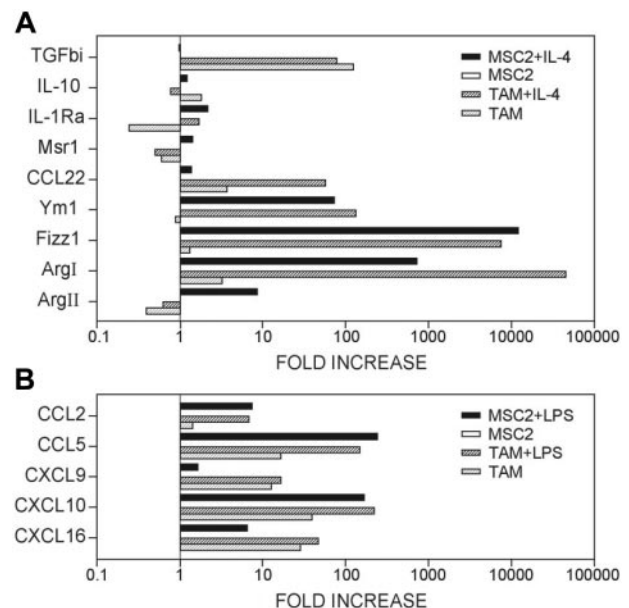 A
TGFbi
IL-10
IL-1Ra
Msr1
CCL22
Ym1
Fizz1
ArgI
ArgII
MSC2+IL-4
MSC2
TAM+IL-4
TAM
0.1 1 10 100 1000 10000 100000
FOLD INCREASE
B
CCL2
CCL5
CXCL9
CXCL10
CXCL16
MSC2+LPS
MSC2
TAM+LPS
TAM
0.1 1 10 100 1000 10000 100000
FOLD INCREASE